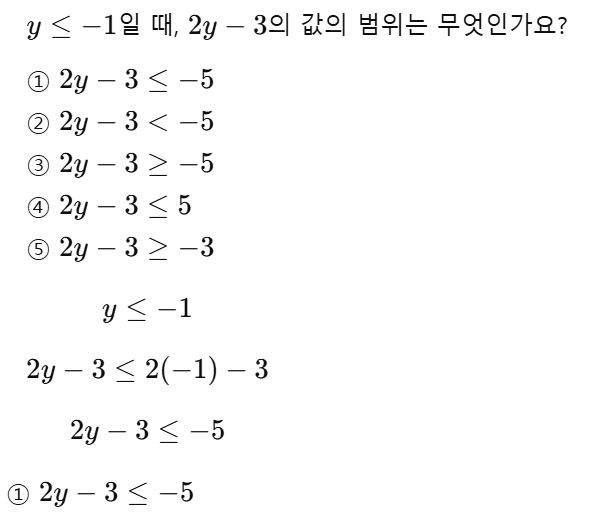 y ≤ −1일 때, 2y − 3의 값의 범위는 무엇인가요?
① 2y − 3 ≤ −5
② 2y − 3 < −5
③ 2y − 3 ≥ −5
④ 2y − 3 ≤ 5
⑤ 2y − 3 ≥ −3
y ≤ −1
2y − 3 ≤ 2(−1) − 3
2y − 3 ≤ −5
① 2y − 3 ≤ −5